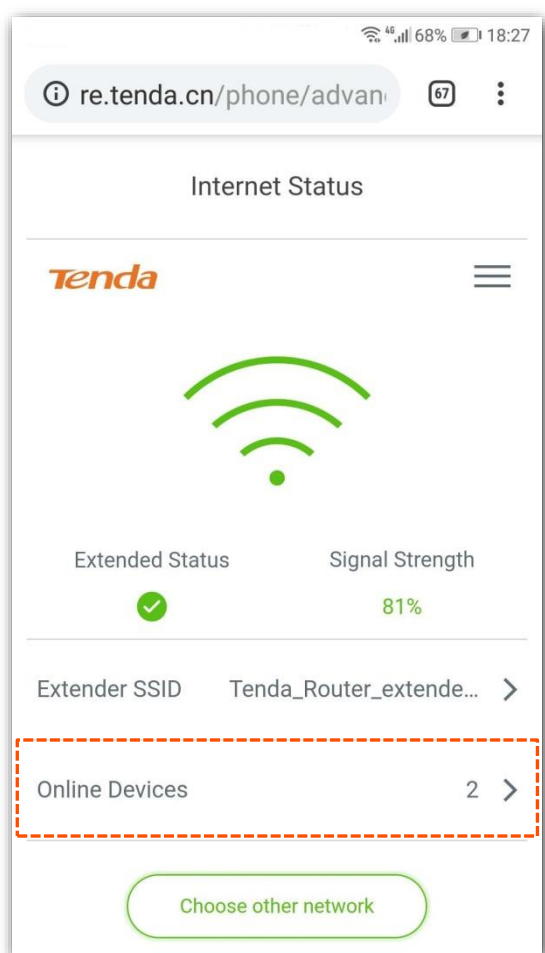 46 68% 18:27
re.tenda.cn/phone/advan
67
Internet Status
Tenda
Extended Status Signal Strength
81%
Extender SSID Tenda_Router_extende...
Online Devices 2
Choose other network